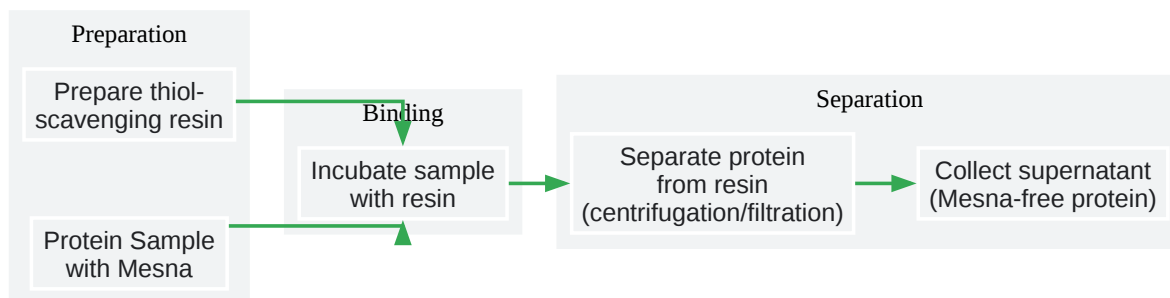 Preparation
Prepare thiol-
scavenging resin
Protein Sample
with Mesna
Binding
Incubate sample
with resin
Separation
Separate protein
from resin
(centrifugation/filtration)
Collect supernatant
(Mesna-free protein)